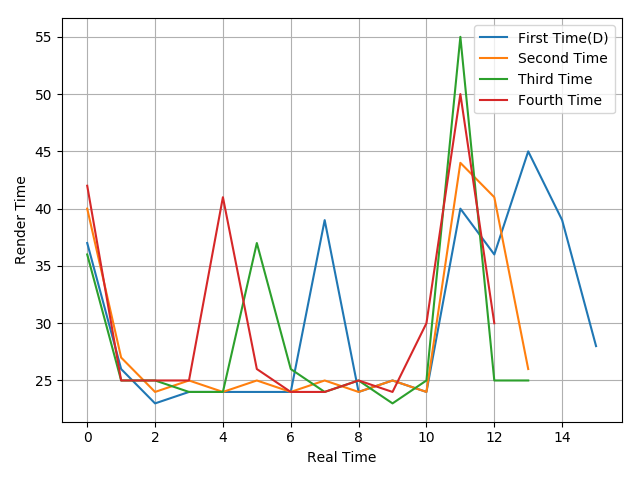 55
50
45
40
35
30
25
Render Time
0 2 4 6 8 10 12 14
Real Time
First Time(D)
Second Time
Third Time
Fourth Time